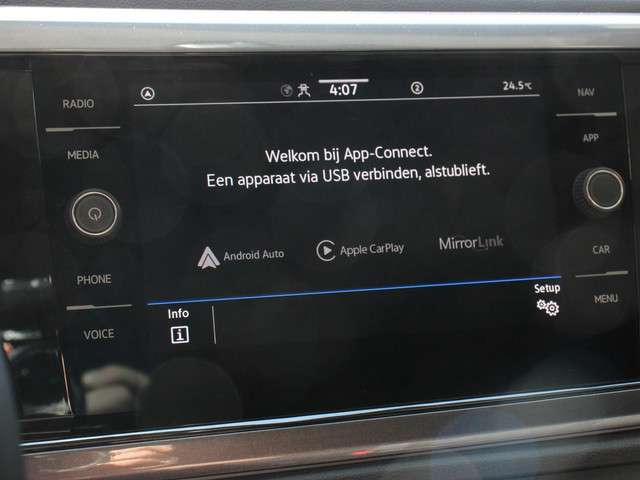 RADIO
MEDIA
PHONE
VOICE
4:07
2
24.5°C
Welkom bij App-Connect.
Een apparaat via USB verbinden, alstublieft.
Android Auto
Apple CarPlay
MirrorLink
Info
Setup
NAV
APP
CAR
MENU